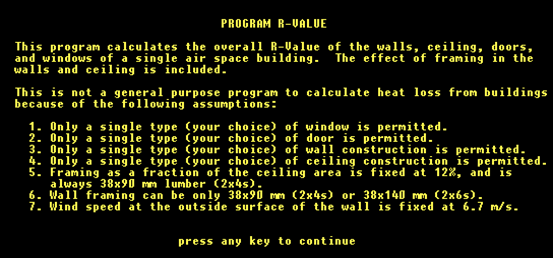 PROGRAM R-VALUE
This program calculates the overall R-Value of the walls, ceiling, doors,
and windows of a single air space building. The effect of framing in the
walls and ceiling is included.
This is not a general purpose program to calculate heat loss from buildings
because of the following assumptions:
1. Only a single type (your choice) of window is permitted.
2. Only a single type (your choice) of door is permitted.
3. Only a single type (your choice) of wall construction is permitted.
4. Only a single type (your choice) of ceiling construction is permitted.
5. Framing as a fraction of the ceiling area is fixed at 12%, and is
always 38x90 mm lumber (2x4s).
6. Wall framing can be only 38x90 mm (2x4s) or 38x140 mm (2x6s).
7. Wind speed at the outside surface of the wall is fixed at 6.7 m/s.
press any key to continue